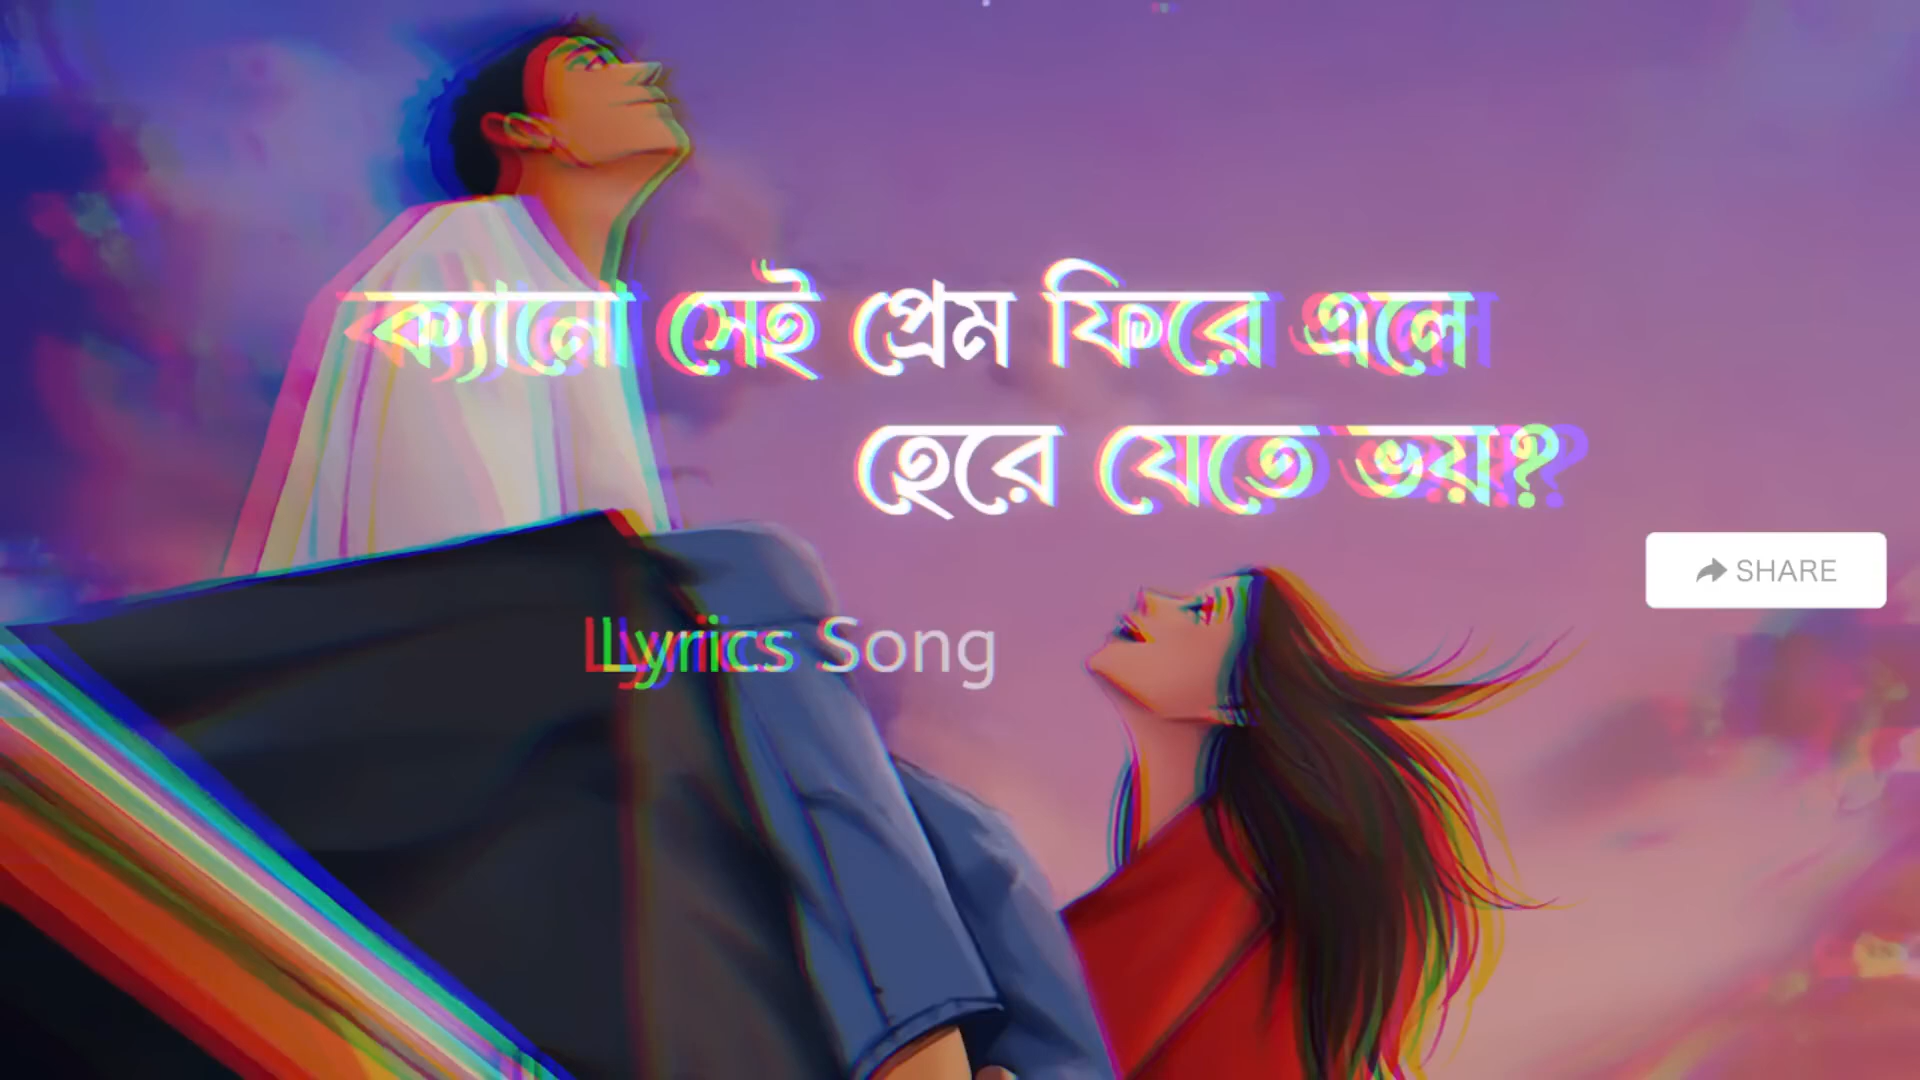 ক্যানো সেই প্রেম ফিরে এলে
হেরে যেতে ভয়?
SHARE
Lyrics Song